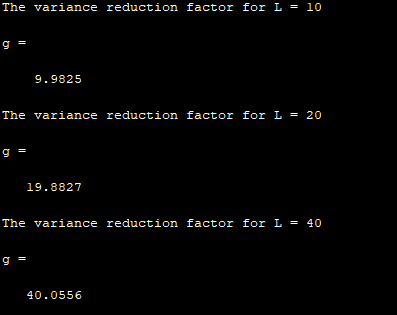 The variance reduction factor for L = 10
g =
9.9825
The variance reduction factor for L = 20
g =
19.8827
The variance reduction factor for L = 40
g =
40.0556